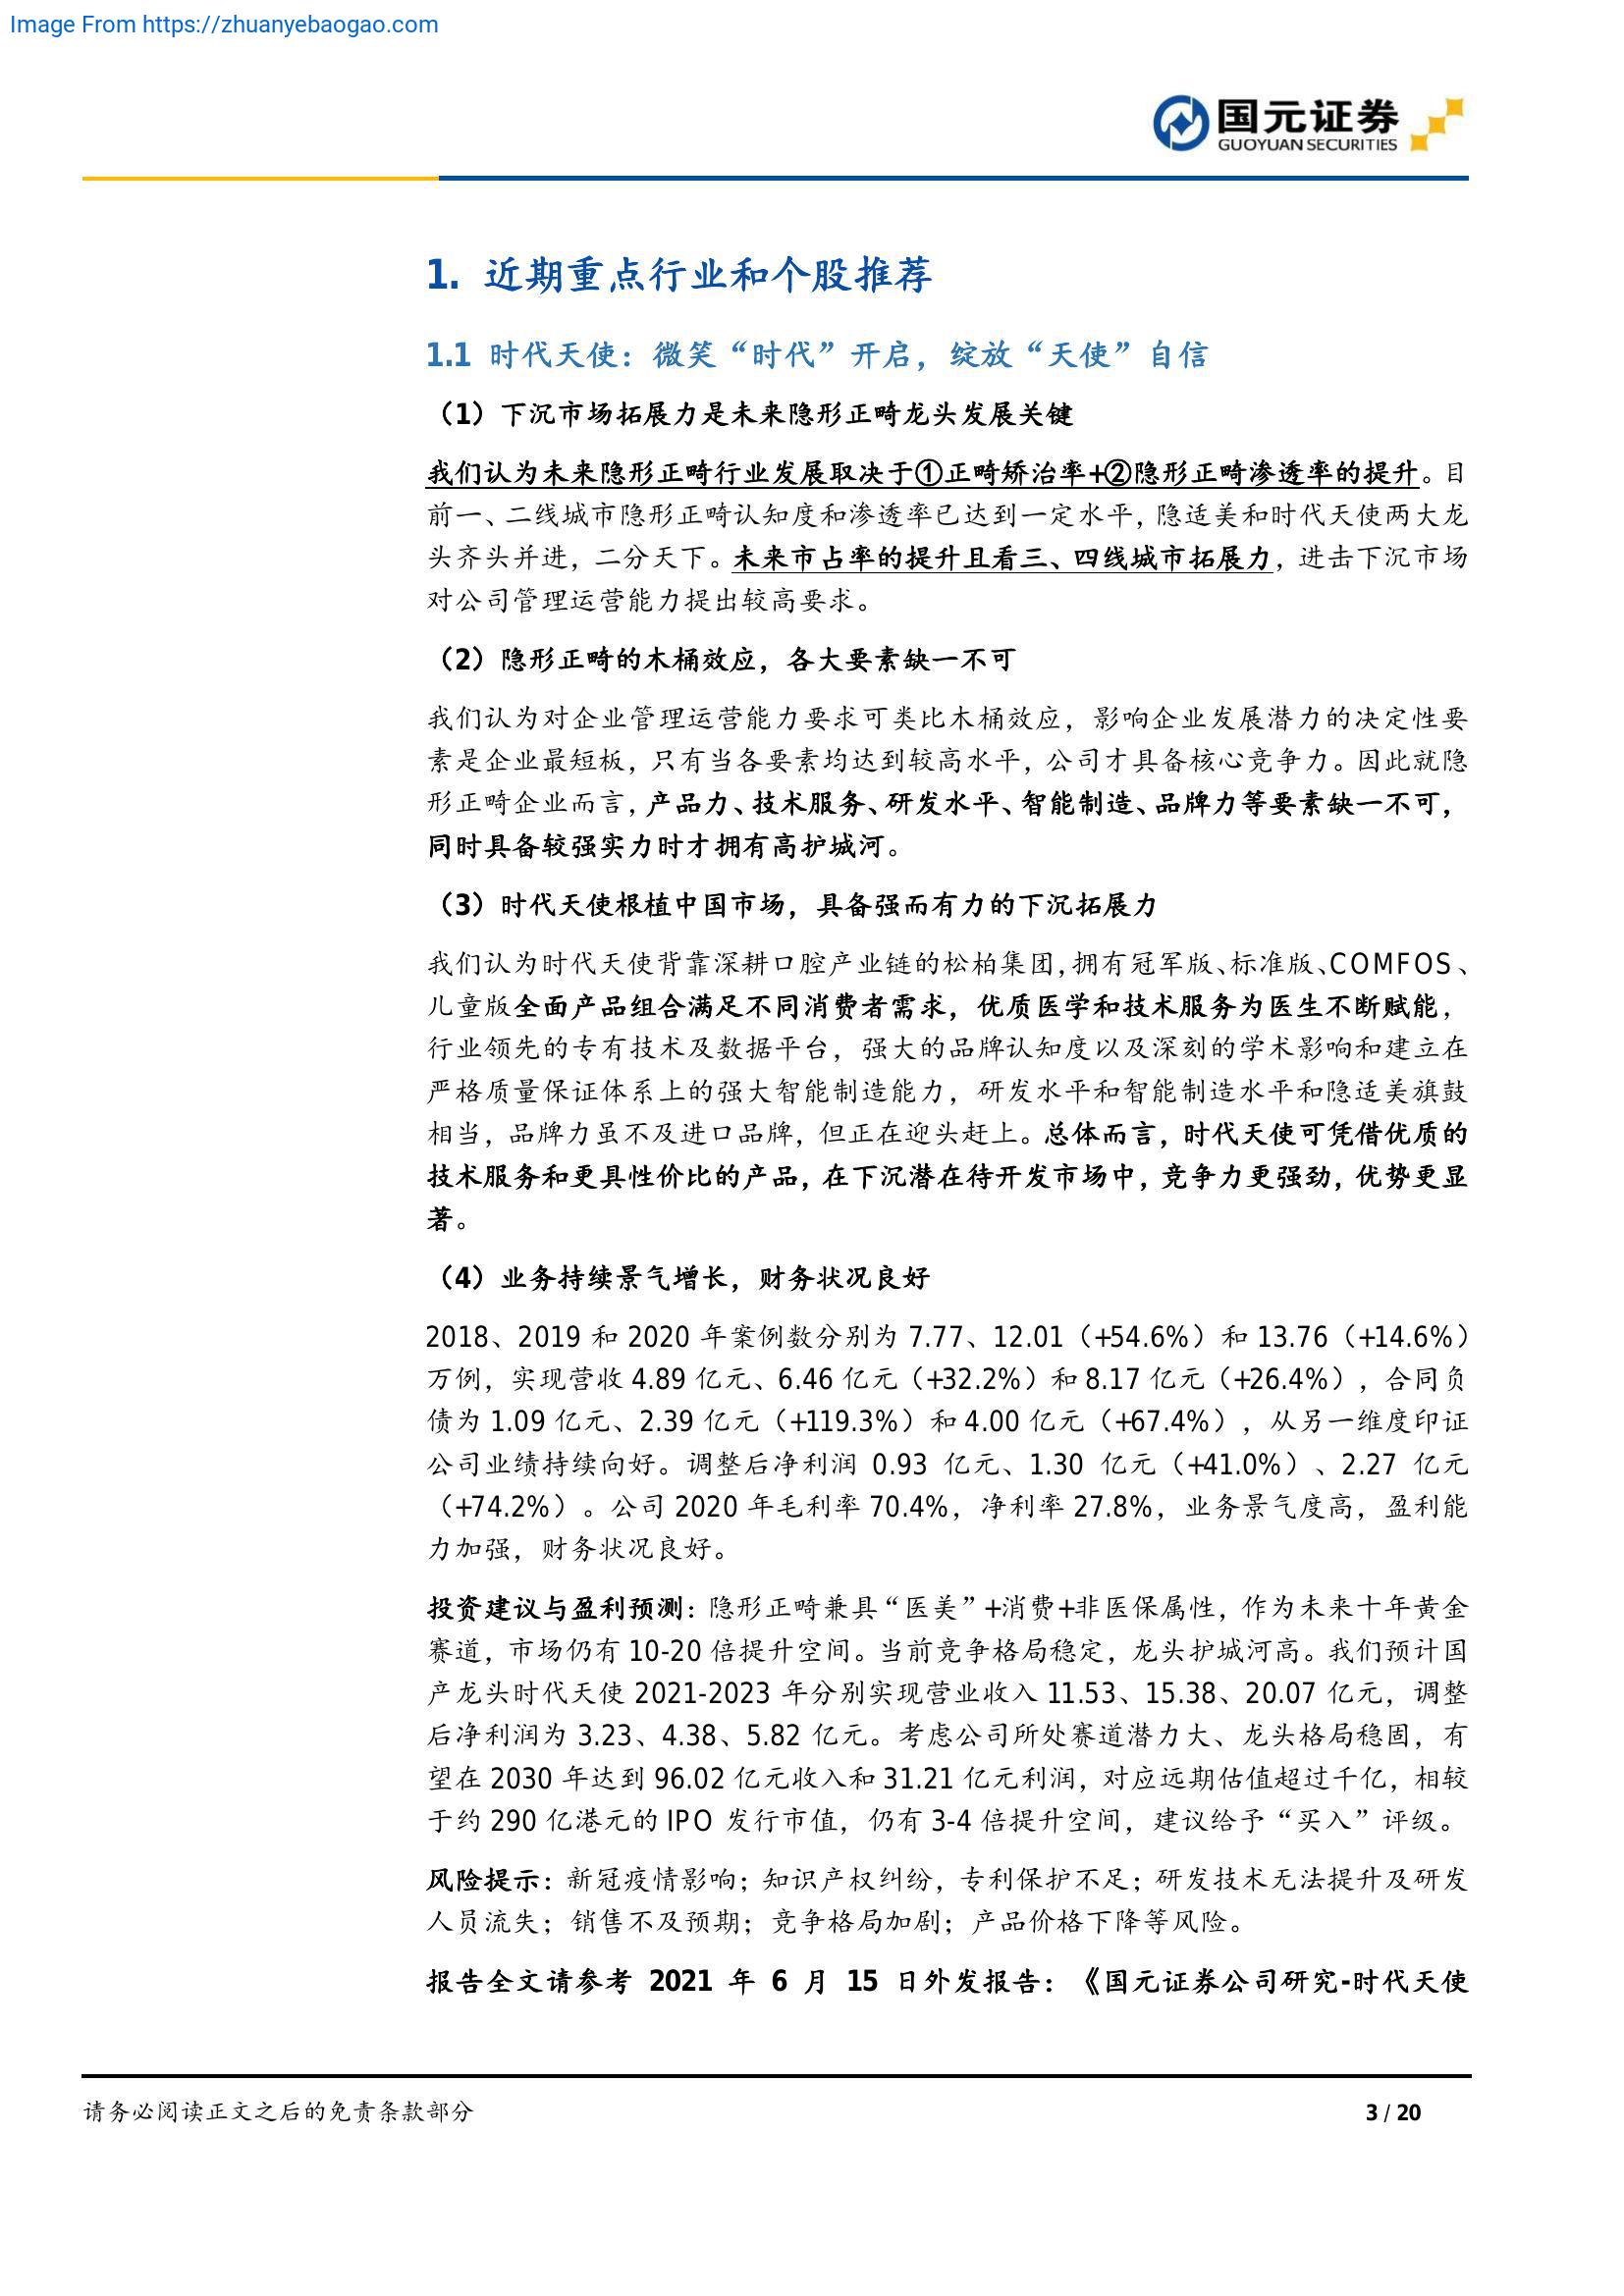 Image From https://zhuanyebaogao.com
国元证券
GUOYUAN SECURITIES
1. 近期重点行业和个股推荐
1.1 时代天使：微笑“时代”开启，绽放“天使”自信
（1）下沉市场拓展力是未来隐形正畸龙头发展关键
我们认为未来隐形正畸行业发展取决于①正畸矫治率+②隐形正畸渗透率的提升。目
前一、二线城市隐形正畸认知度和渗透率已达到一定水平，隐适美和时代天使两大龙
头齐头并进，二分天下。未来市占率的提升且看三、四线城市拓展力，进击下沉市场
对公司管理运营能力提出较高要求。
（2）隐形正畸的木桶效应，各大要素缺一不可
我们认为对企业管理运营能力要求可类比木桶效应，影响企业发展潜力的决定性要
素是企业最短板，只有当各要素均达到较高水平，公司才具备核心竞争力。因此就隐
形正畸企业而言，产品力、技术服务、研发水平、智能制造、品牌力等要素缺一不可，
同时具备较强实力时才拥有高护城河。
（3）时代天使根植中国市场，具备强而有力的下沉拓展力
我们认为时代天使背靠深耕口腔产业链的松柏集团，拥有冠军版、标准版、COMFOS、
儿童版全面产品组合满足不同消费者需求，优质医学和技术服务为医生不断赋能，
行业领先的专有技术及数据平台，强大的品牌认知度以及深刻的学术影响和建立在
严格质量保证体系上的强大智能制造能力，研发水平和智能制造水平和隐适美旗鼓
相当，品牌力虽不及进口品牌，但正在迎头赶上。总体而言，时代天使可凭借优质的
技术服务和更具性价比的产品，在下沉潜在待开发市场中，竞争力更强劲，优势更显
著。
（4）业务持续景气增长，财务状况良好
2018、2019 和 2020 年案例数分别为 7.77、12.01（+54.6%）和 13.76（+14.6%）
万例，实现营收 4.89 亿元、6.46 亿元（+32.2%）和 8.17 亿元（+26.4%），合同负
债为 1.09 亿元、2.39 亿元（+119.3%）和 4.00 亿元（+67.4%），从另一维度印证
公司业绩持续向好。调整后净利润 0.93 亿元、1.30 亿元（+41.0%）、2.27 亿元
（+74.2%）。公司 2020 年毛利率 70.4%，净利率 27.8%，业务景气度高，盈利能
力加强，财务状况良好。
投资建议与盈利预测：隐形正畸兼具“医美”+消费+非医保属性，作为未来十年黄金
赛道，市场仍有 10-20 倍提升空间。当前竞争格局稳定，龙头护城河高。我们预计国
产龙头时代天使 2021-2023 年分别实现营业收入 11.53、15.38、20.07 亿元，调整
后净利润为 3.23、4.38、5.82 亿元。考虑公司所处赛道潜力大、龙头格局稳固，有
望在 2030 年达到 96.02 亿元收入和 31.21 亿元利润，对应远期估值超过千亿，相较
于约 290 亿港元的 IPO 发行市值，仍有 3-4 倍提升空间，建议给予“买入”评级。
风险提示：新冠疫情影响；知识产权纠纷，专利保护不足；研发技术无法提升及研发
人员流失；销售不及预期；竞争格局加剧；产品价格下降等风险。
报告全文请参考 2021 年 6 月 15 日外发报告：《国元证券公司研究-时代天使
请务必阅读正文之后的免责条款部分
3 / 20